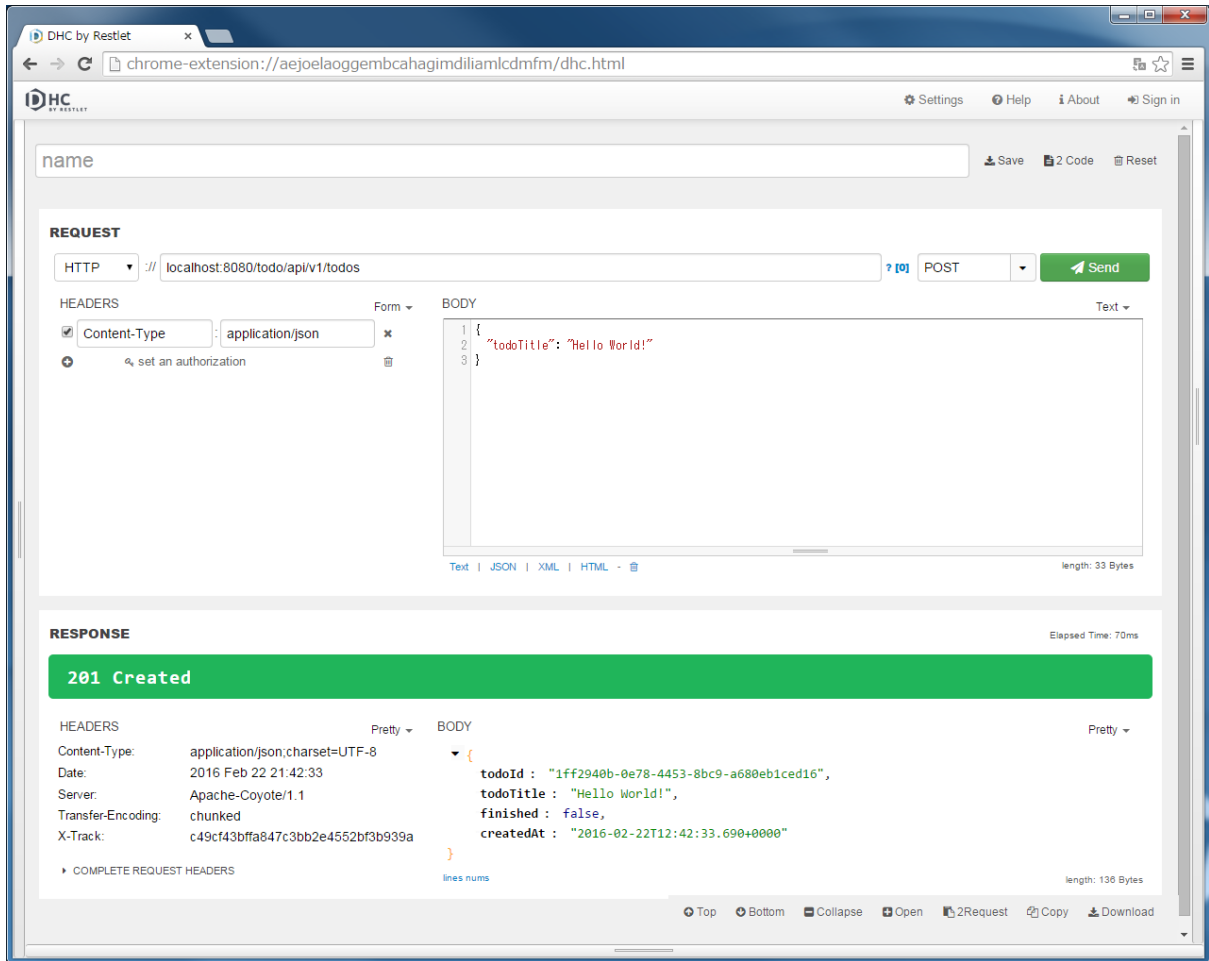 DHC by Restlet
chrome-extension://aejoelaoggembcahagimdiliamlcdmfm/dhc.html
DHC BY RESTLET Settings Help About Sign in
name Save 2 Code Reset
REQUEST
HTTP :// localhost:8080/todo/api/v1/todos ? [0] POST Send
HEADERS Form BODY Text
Content-Type : application/json
set an authorization
1 {
2 "todoTitle": "Hello World!"
3 }
Text | JSON | XML | HTML - length: 33 Bytes
RESPONSE Elapsed Time: 70ms
201 Created
HEADERS Pretty BODY Pretty
Content-Type: application/json;charset=UTF-8
Date: 2016 Feb 22 21:42:33
Server: Apache-Coyote/1.1
Transfer-Encoding: chunked
X-Track: c49cf43bffa847c3bb2e4552bf3b939a
COMPLETE REQUEST HEADERS
{
todoId : "1ff2940b-0e78-4453-8bc9-a680eb1ced16",
todoTitle : "Hello World!",
finished : false,
createdAt : "2016-02-22T12:42:33.690+0000"
}
lines nums length: 136 Bytes
Top Bottom Collapse Open 2Request Copy Download